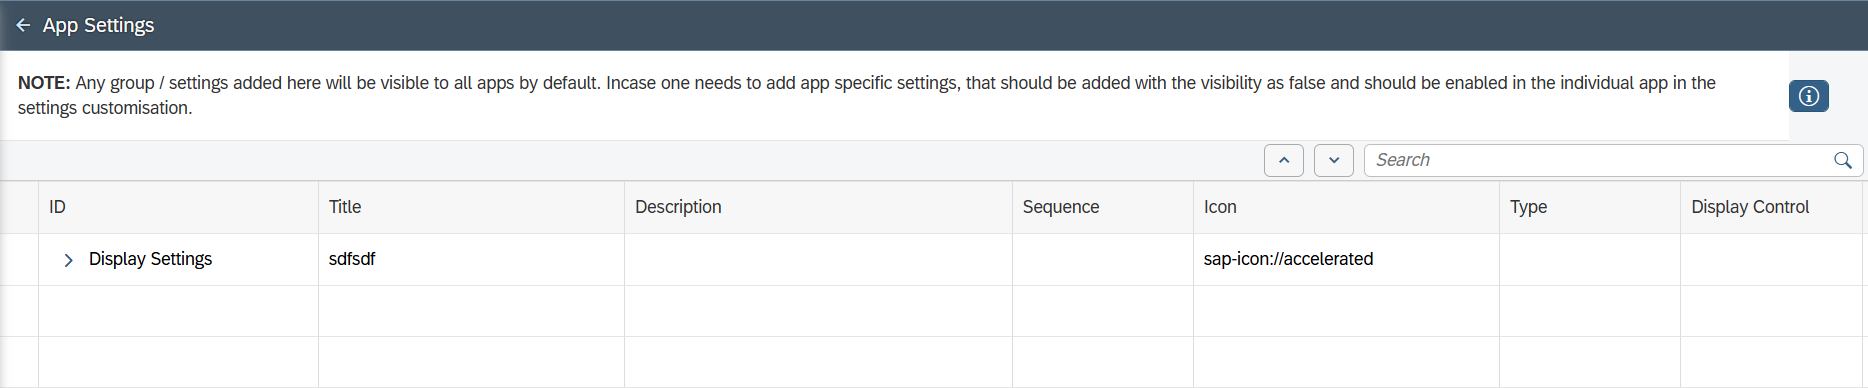 App Settings
NOTE: Any group / settings added here will be visible to all apps by default. Incase one needs to add app specific settings, that should be added with the visibility as false and should be enabled in the individual app in the
settings customisation.
Search
ID Title Description Sequence Icon Type Display Control
Display Settings sdfsdf sap-icon://accelerated